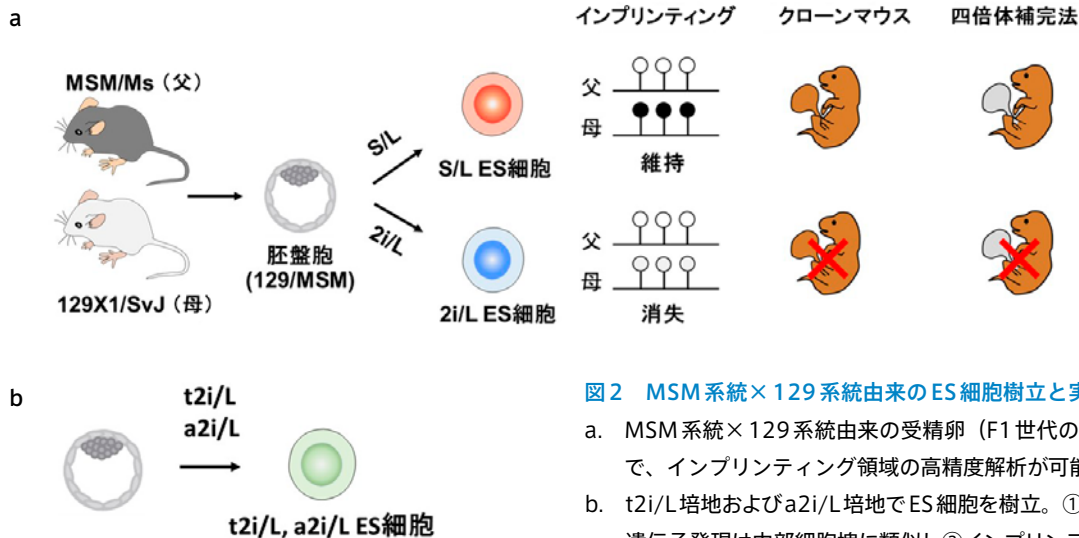 a
インプリンティング クローンマウス 四倍体補完法
MSM/Ms（父）
S/L
S/L ES細胞
父
母
維持
胚盤胞
(129/MSM)
2i/L
2i/L ES細胞
父
母
消失
129X1/SvJ（母）
b
t2i/L
a2i/L
t2i/L, a2i/L ES細胞
図2 MSM系統×129系統由来のES細胞樹立と実
a. MSM系統×129系統由来の受精卵（F1世代の
で、インプリンティング領域の高精度解析が可能
b. t2i/L培地およびa2i/L培地でES細胞を樹立。①